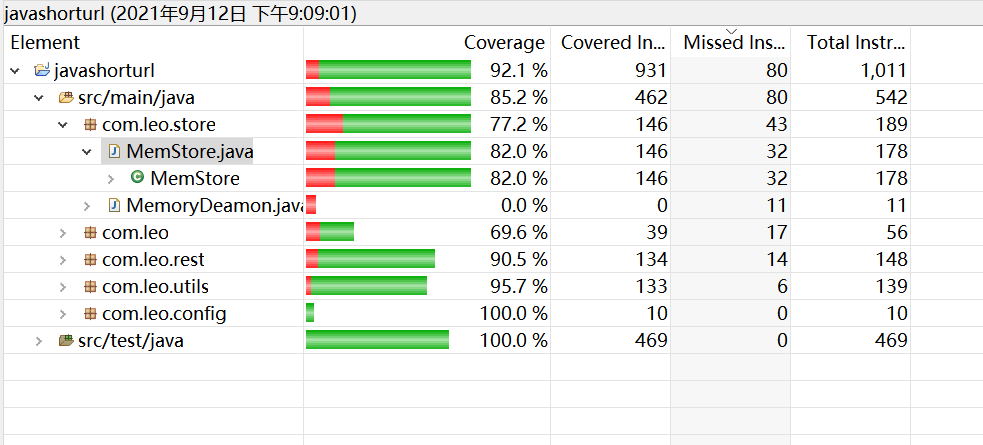 javashorturl (2021年9月12日 下午9:09:01)
Element Coverage Covered In... Missed Ins... Total Instr...
javashorturl 92.1 % 931 80 1,011
src/main/java 85.2 % 462 80 542
com.leo.store 77.2 % 146 43 189
MemStore.java 82.0 % 146 32 178
MemStore 82.0 % 146 32 178
MemoryDeamon.java 0.0 % 0 11 11
com.leo 69.6 % 39 17 56
com.leo.rest 90.5 % 134 14 148
com.leo.utils 95.7 % 133 6 139
com.leo.config 100.0 % 10 0 10
src/test/java 100.0 % 469 0 469